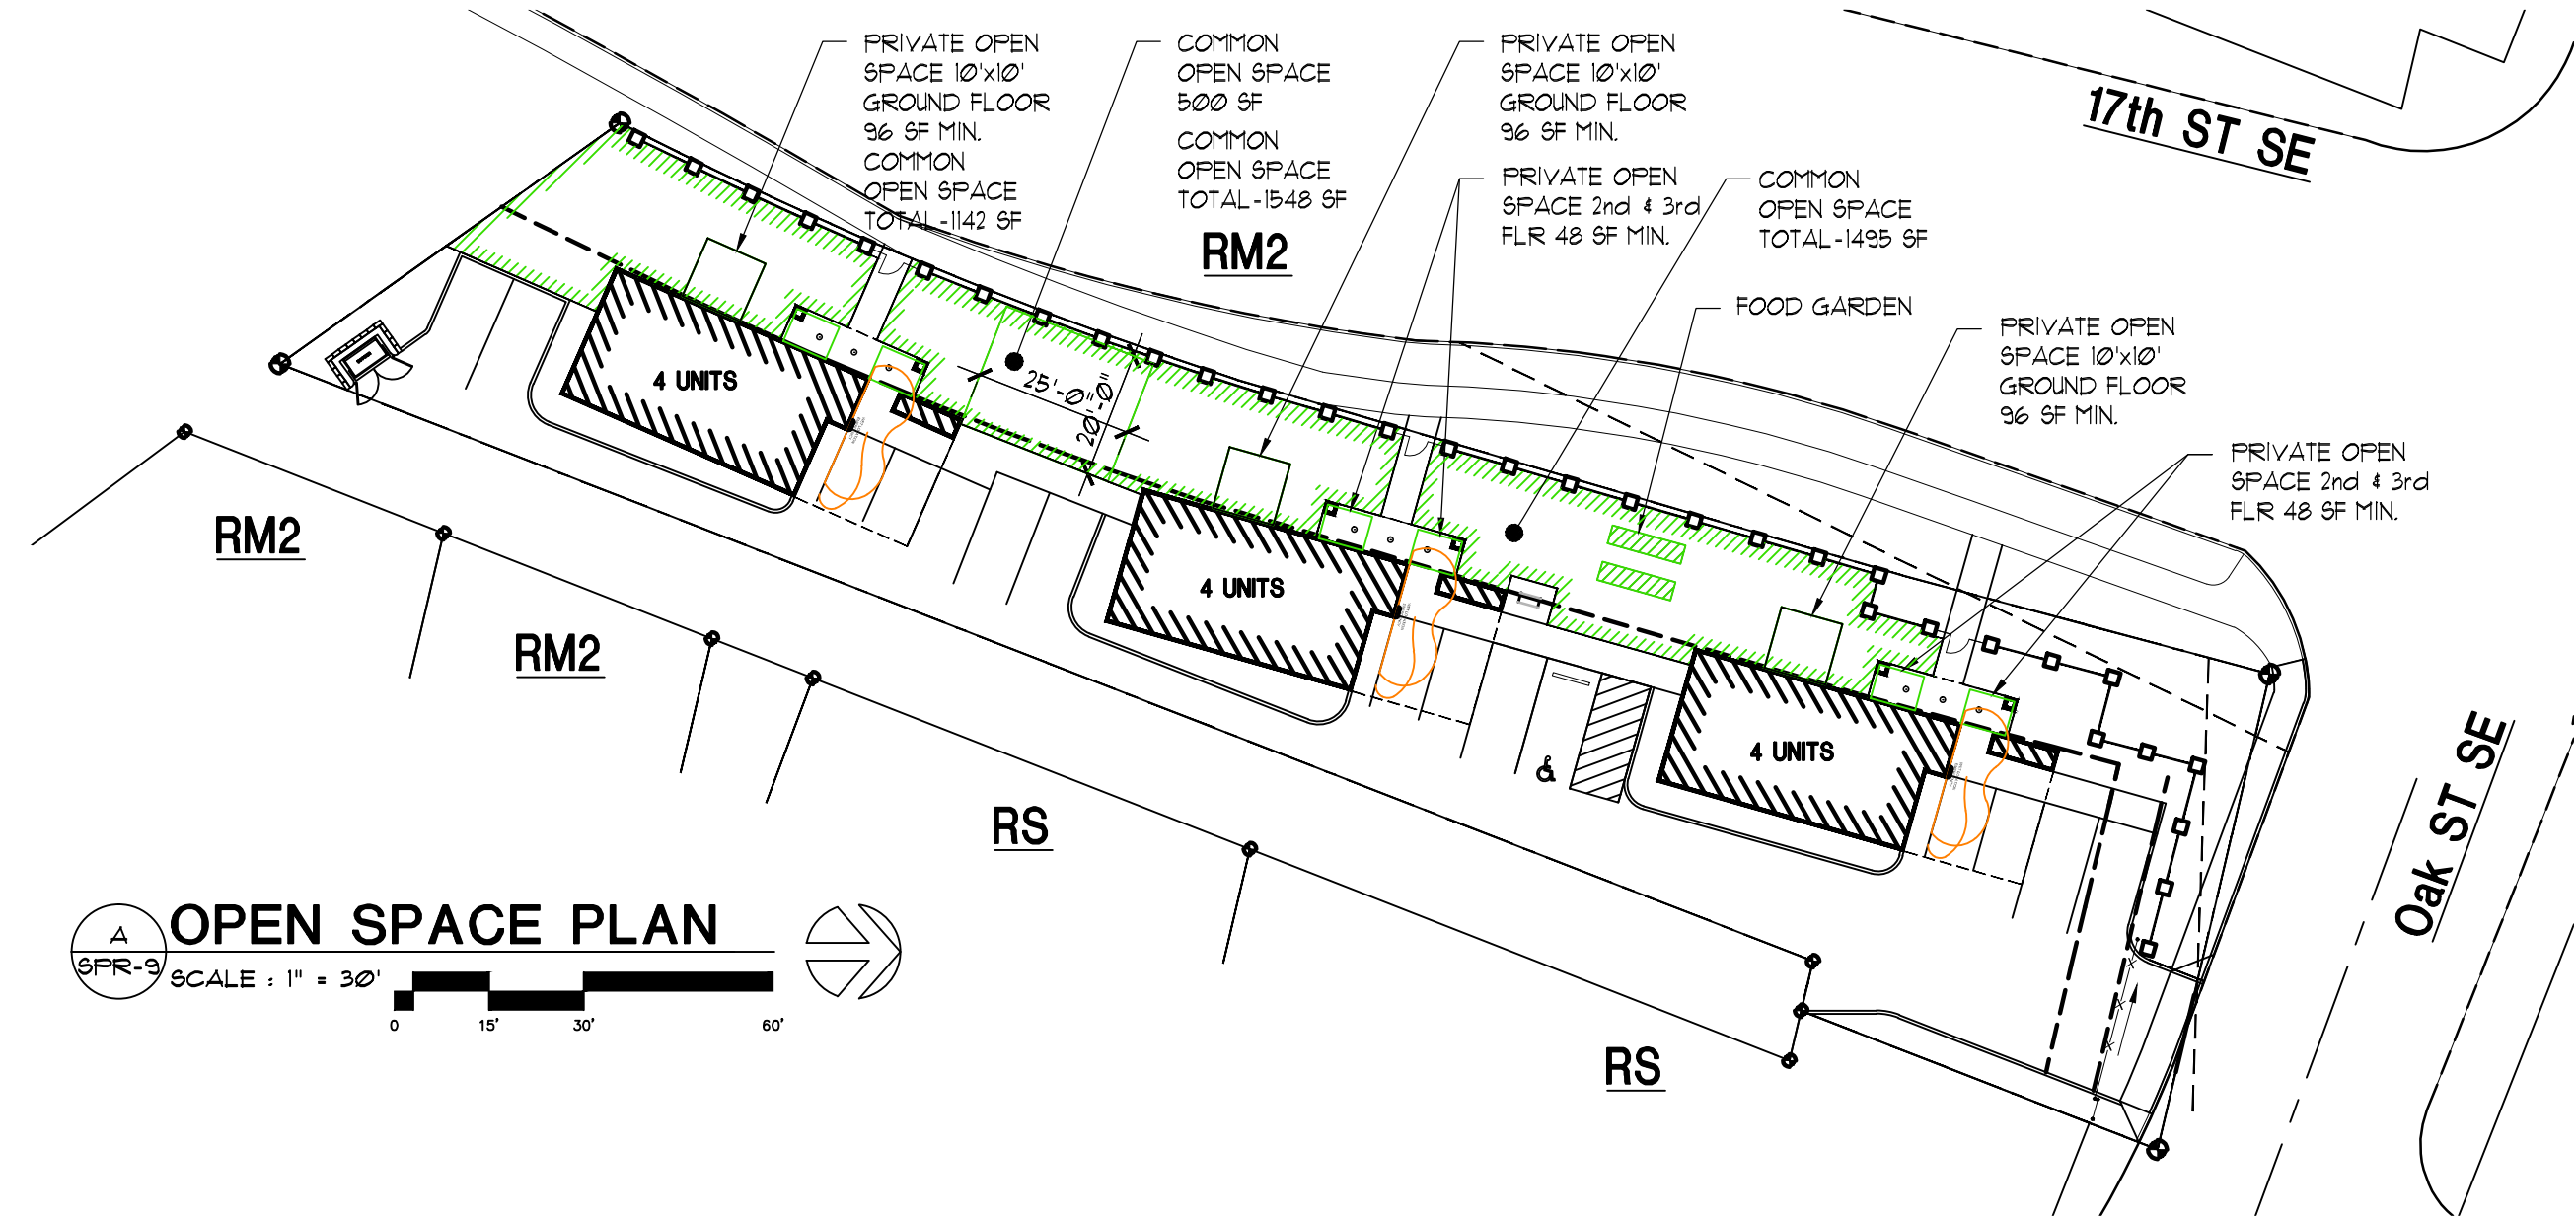 PRIVATE OPEN
SPACE 10'x10'
GROUND FLOOR
96 SF MIN.
COMMON
OPEN SPACE
TOTAL-1142 SF
COMMON
OPEN SPACE
500 SF
COMMON
OPEN SPACE
TOTAL-1548 SF
PRIVATE OPEN
SPACE 10'x10'
GROUND FLOOR
96 SF MIN.
PRIVATE OPEN
SPACE 2nd & 3rd
FLR 48 SF MIN.
COMMON
OPEN SPACE
TOTAL-1495 SF
FOOD GARDEN
PRIVATE OPEN
SPACE 10'x10'
GROUND FLOOR
96 SF MIN.
PRIVATE OPEN
SPACE 2nd & 3rd
FLR 48 SF MIN.
17th ST SE
RM2
25'-0"
20'-0"
4 UNITS
4 UNITS
4 UNITS
RM2
RM2
RS
RS
Oak ST SE
A
SPR-9
OPEN SPACE PLAN
SCALE : 1" = 30'
0 15' 30' 60'